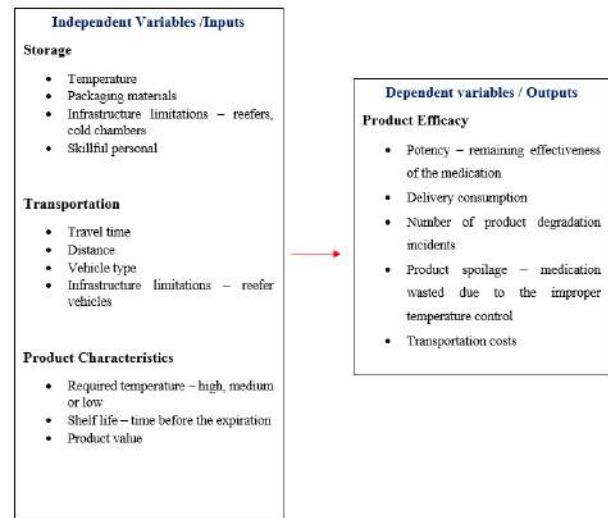 Independent Variables /Inputs
Storage
• Temperature
• Packaging materials
• Infrastructure limitations – reefers,
cold chambers
• Skillful personal
Transportation
• Travel time
• Distance
• Vehicle type
• Infrastructure limitations – reefer
vehicles
Product Characteristics
• Required temperature – high, medium
or low
• Shelf life – time before the expiration
• Product value
Dependent variables / Outputs
Product Efficacy
• Potency – remaining effectiveness
of the medication
• Delivery consumption
• Number of product degradation
incidents
• Product spoilage – medication
wasted due to the improper
temperature control
• Transportation costs